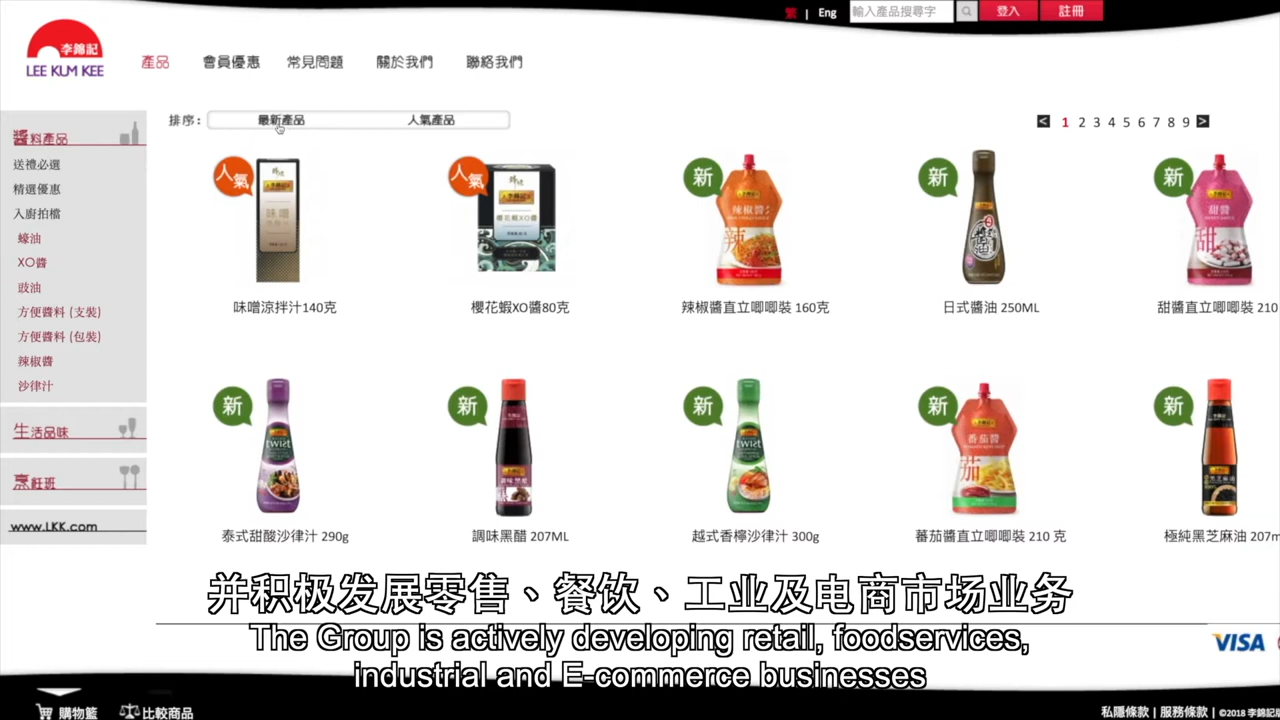 繁 | Eng 輸入產品搜尋字 登入 註冊
李錦記
LEE KUM KEE
產品 會員優惠 常見問題 關於我們 聯絡我們
排序: 最新產品 人氣產品
< 1 2 3 4 5 6 7 8 9 >
醬料產品
送禮必選
精選優惠
入廚拍檔
蠔油
XO醬
豉油
方便醬料 (支裝)
方便醬料 (包裝)
辣椒醬
沙律汁
生活品味
烹飪班
www.LKK.com
人氣 人氣 新 新 新
味噌涼拌汁140克 櫻花蝦XO醬80克 辣椒醬直立唧唧裝 160克 日式醬油 250ML 甜醬直立唧唧裝 210
新 新 新 新 新
泰式甜酸沙律汁 290g 調味黑醋 207ML 越式香檸沙律汁 300g 蕃茄醬直立唧唧裝 210 克 極純黑芝麻油 207m
并积极发展零售、餐饮、工业及电商市场业务
The Group is actively developing retail, foodservices,
industrial and E-commerce businesses
VISA
購物籃 比較商品
私隱條款 | 服務條款 | ©2018 李錦記